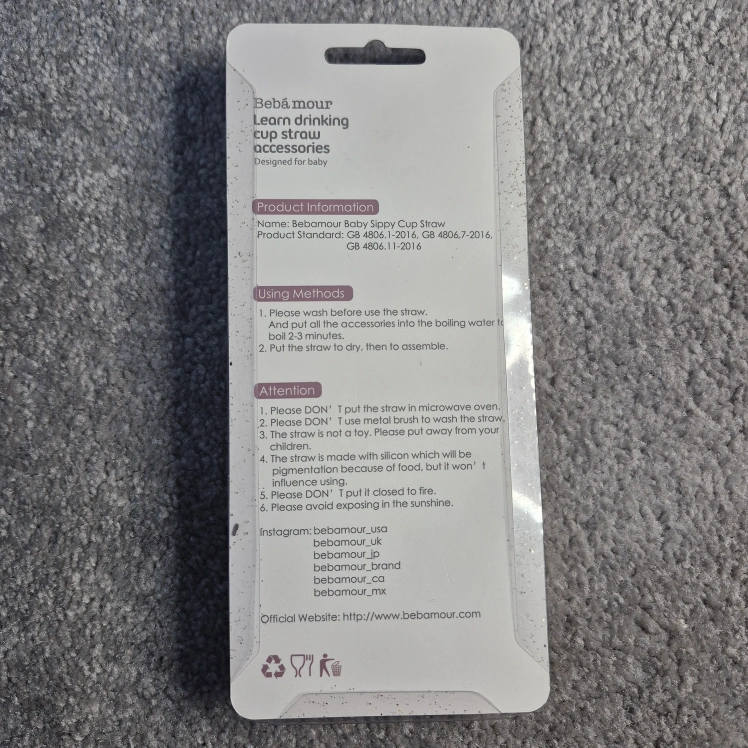 Bebámour
Learn drinking
cup straw
accessories
Designed for baby
Product Information
Name: Bebamour Baby Sippy Cup Straw
Product Standard: GB 4806.1-2016, GB 4806.7-2016,
GB 4806.11-2016
Using Methods
1. Please wash before use the straw.
And put all the accessories into the boiling water to
boil 2-3 minutes.
2. Put the straw to dry, then to assemble.
Attention
1. Please DON'T put the straw in microwave oven.
2. Please DON'T use metal brush to wash the straw.
3. The straw is not a toy. Please put away from your
children.
4. The straw is made with silicon which will be
pigmentation because of food, but it won't
influence using.
5. Please DON'T put it closed to fire.
6. Please avoid exposing in the sunshine.
Instagram: bebamour_usa
bebamour_uk
bebamour_jp
bebamour_brand
bebamour_ca
bebamour_mx
Official Website: http://www.bebamour.com